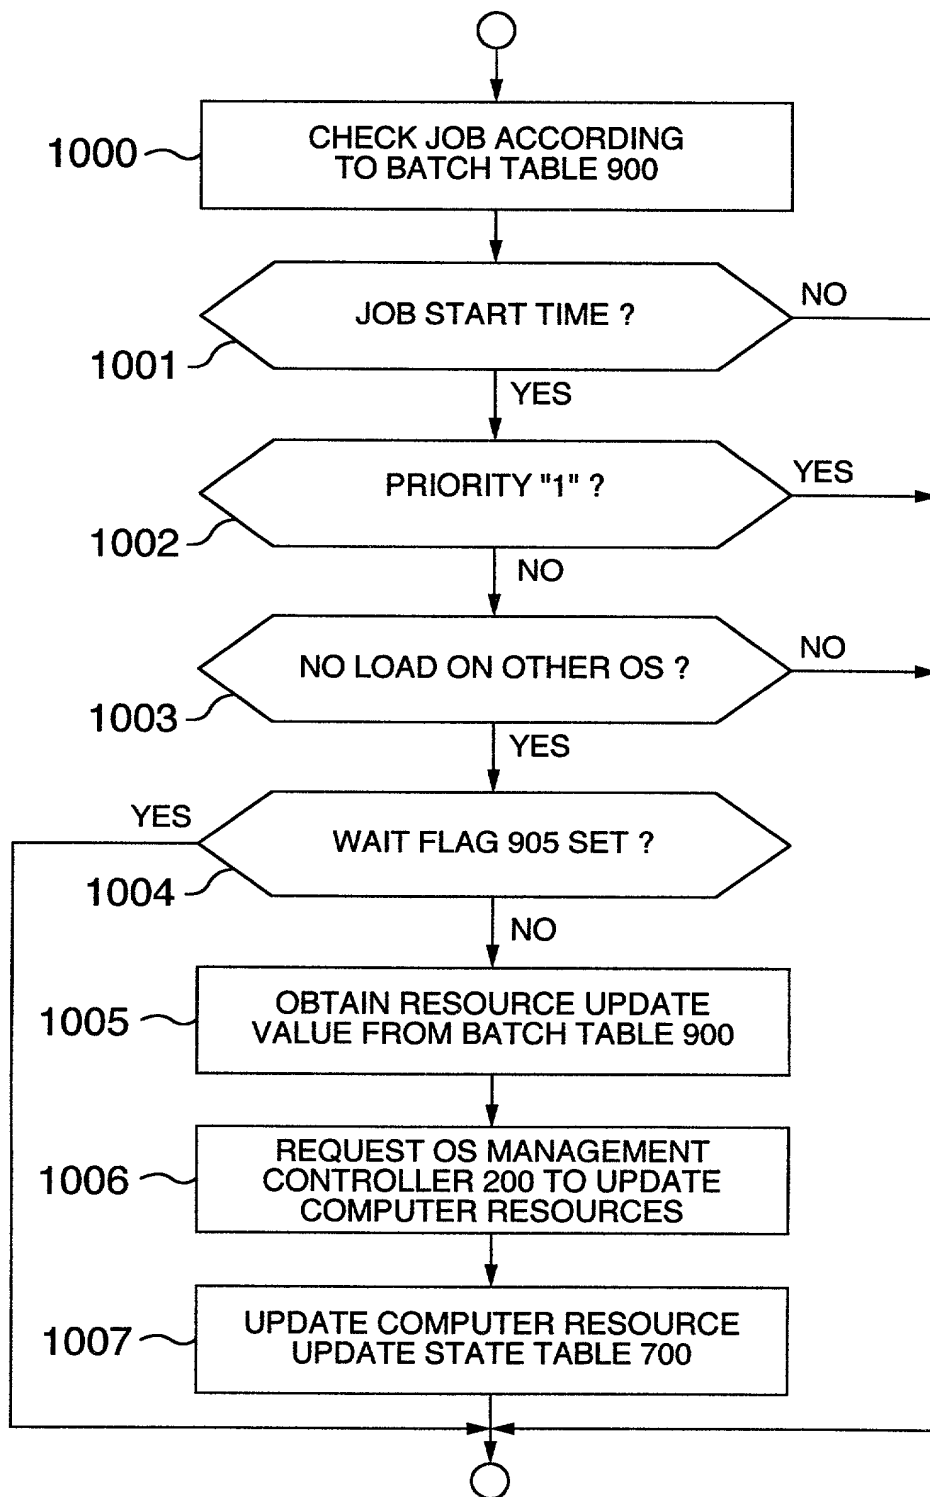 1000
CHECK JOB ACCORDING
TO BATCH TABLE 900
JOB START TIME ?
NO
1001
YES
PRIORITY "1" ?
YES
1002
NO
NO LOAD ON OTHER OS ?
NO
1003
YES
YES
WAIT FLAG 905 SET ?
1004
NO
1005
OBTAIN RESOURCE UPDATE
VALUE FROM BATCH TABLE 900
1006
REQUEST OS MANAGEMENT
CONTROLLER 200 TO UPDATE
COMPUTER RESOURCES
1007
UPDATE COMPUTER RESOURCE
UPDATE STATE TABLE 700